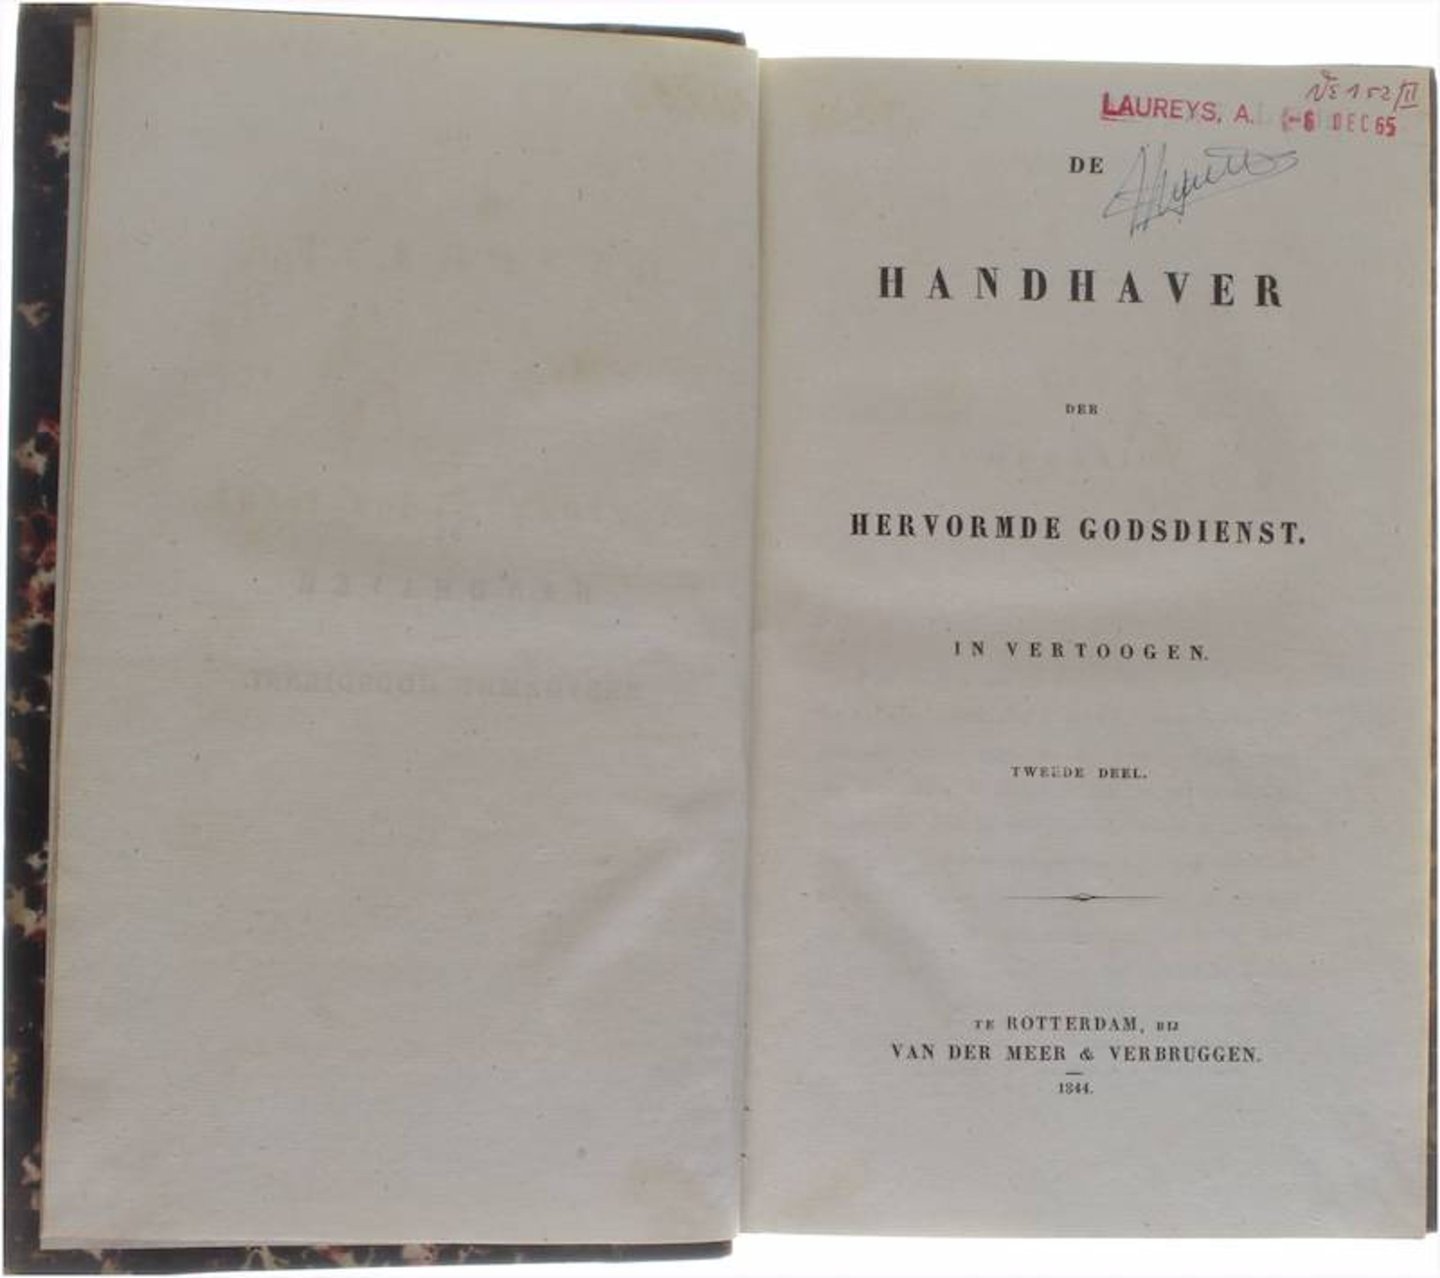 LAUREYS, A. -6 DEC 65
DE
HANDHAVER
DER
HERVORMDE GODSDIENST.
IN VERTOOGEN.
TWEEDE DEEL.
TE ROTTERDAM, BIJ
VAN DER MEER & VERBRUGGEN.
1844.